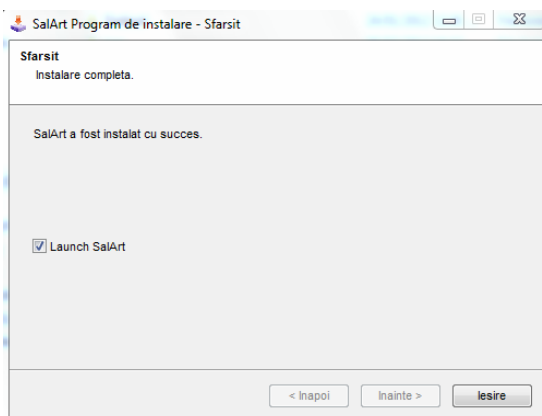 SalArt Program de instalare - Sfarsit
Sfarsit
Instalare completa.
SalArt a fost instalat cu succes.
Launch SalArt
< Inapoi
Inainte >
Iesire